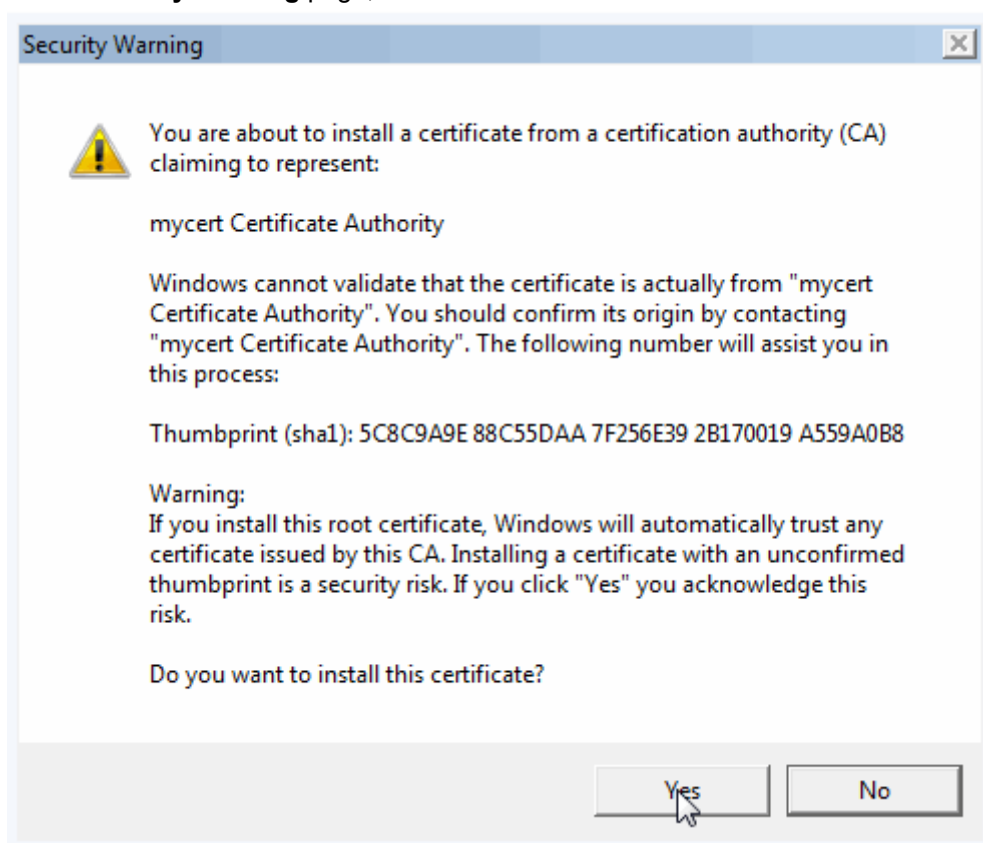 page,
Security Warning
You are about to install a certificate from a certification authority (CA)
claiming to represent:
mycert Certificate Authority
Windows cannot validate that the certificate is actually from "mycert
Certificate Authority". You should confirm its origin by contacting
"mycert Certificate Authority". The following number will assist you in
this process:
Thumbprint (sha1): 5C8C9A9E 88C55DAA 7F256E39 2B170019 A559A0B8
Warning:
If you install this root certificate, Windows will automatically trust any
certificate issued by this CA. Installing a certificate with an unconfirmed
thumbprint is a security risk. If you click "Yes" you acknowledge this
risk.
Do you want to install this certificate?
Yes
No